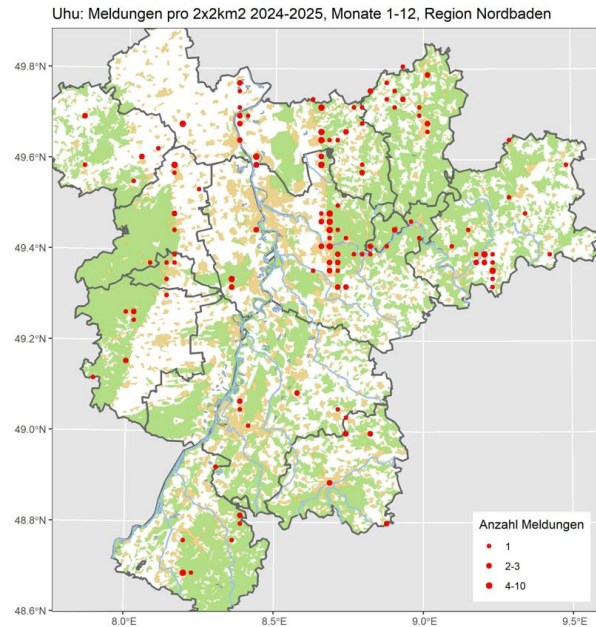 Uhu: Meldungen pro 2x2km2 2024-2025, Monate 1-12, Region Nordbaden
49.8°N
49.6°N
49.4°N
49.2°N
49.0°N
48.8°N
48.6°N
8.0°E
8.5°E
9.0°E
9.5°E
Anzahl Meldungen
1
2-3
4-10